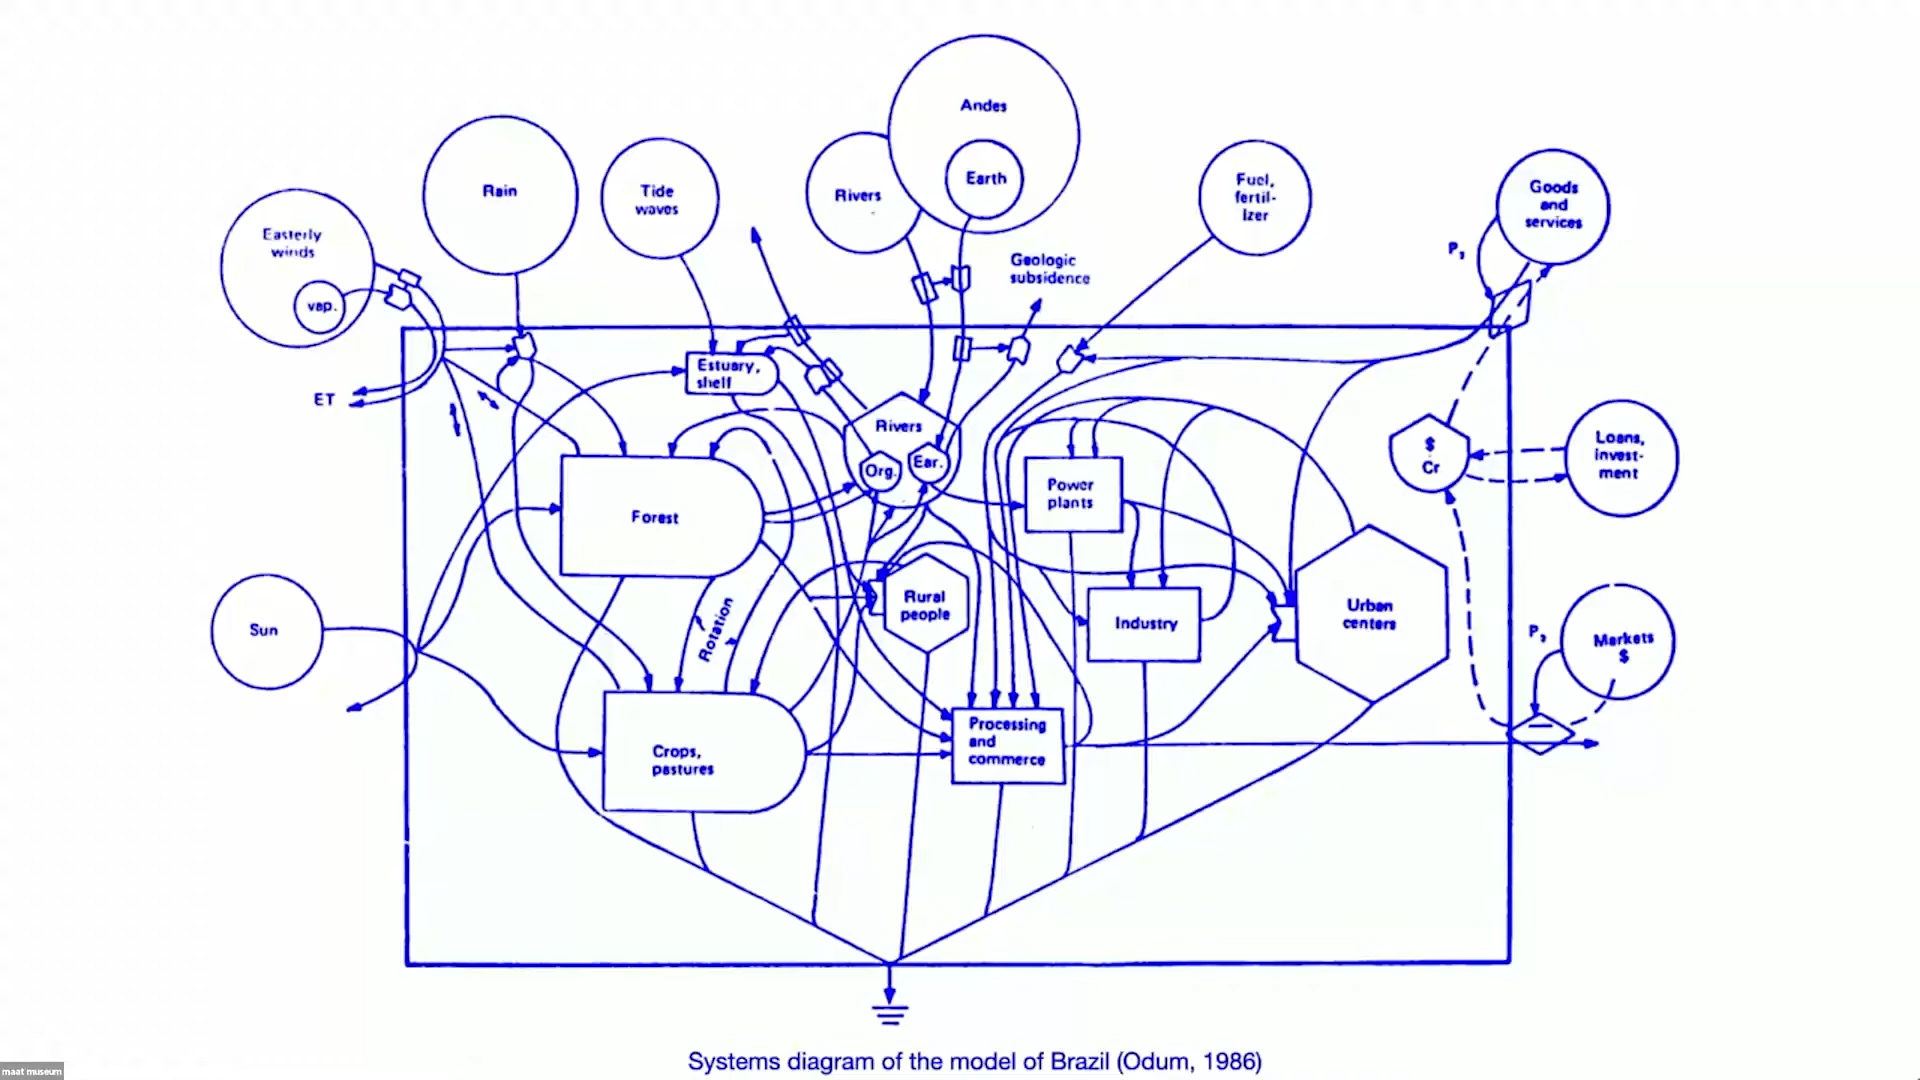 Andes
Earth
Rivers
Rain
Tide
waves
Fuel,
fertil-
izer
Goods
and
services
Easterly
winds
vap.
P,
Geologic
subsidence
ET
Estuary,
shelf
Rivers
Org.
Ear.
$
Cr
Loans,
invest-
ment
Forest
Power
plants
Rotation
Rural
people
Industry
Urban
centers
Sun
P,
Markets
$
Crops,
pastures
Processing
and
commerce
Systems diagram of the model of Brazil (Odum, 1986)
maat museum